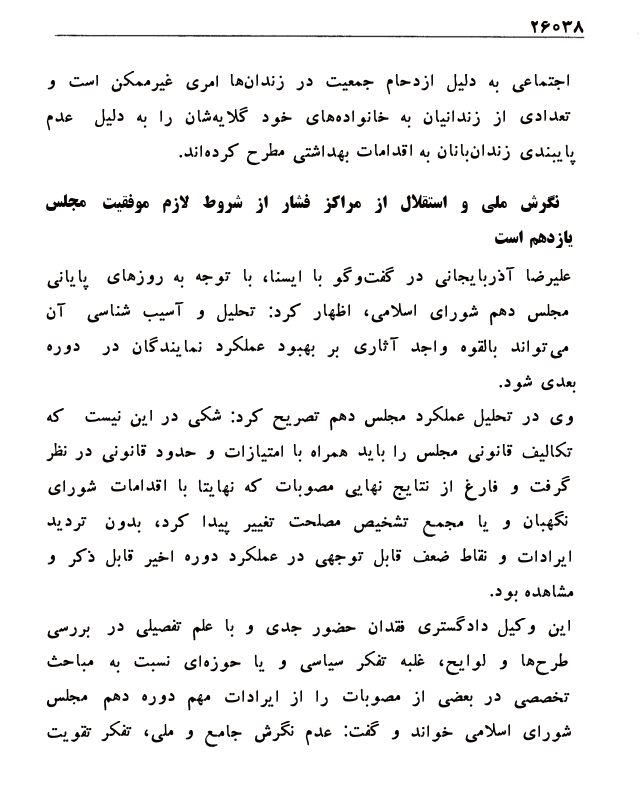 ۲۶۰۳۸
اجتماعی به دلیل ازدحام جمعیت در زندان‌ها امری غیرممکن است و
تعدادی از زندانیان به خانواده‌های خود گلایه‌شان را به دلیل عدم
پایبندی زندان‌بانان به اقدامات بهداشتی مطرح کرده‌اند.
نگرش ملی و استقلال از مراکز فشار از شروط لازم موفقیت مجلس
یازدهم است
علیرضا آذربایجانی در گفت‌وگو با ایسنا، با توجه به روزهای پایانی
مجلس دهم شورای اسلامی، اظهار کرد: تحلیل و آسیب شناسی آن
می‌تواند بالقوه واجد آثاری بر بهبود عملکرد نمایندگان در دوره
بعدی شود.
وی در تحلیل عملکرد مجلس دهم تصریح کرد: شکی در این نیست که
تکالیف قانونی مجلس را باید همراه با امتیازات و حدود قانونی در نظر
گرفت و فارغ از نتایج نهایی مصوبات که نهایتا با اقدامات شورای
نگهبان و یا مجمع تشخیص مصلحت تغییر پیدا کرد، بدون تردید
ایرادات و نقاط ضعف قابل توجهی در عملکرد دوره اخیر قابل ذکر و
مشاهده بود.
این وکیل دادگستری فقدان حضور جدی و با علم تفصیلی در بررسی
طرح‌ها و لوایح، غلبه تفکر سیاسی و یا حوزه‌ای نسبت به مباحث
تخصصی در بعضی از مصوبات را از ایرادات مهم دوره دهم مجلس
شورای اسلامی خواند و گفت: عدم نگرش جامع و ملی، تفکر تقویت